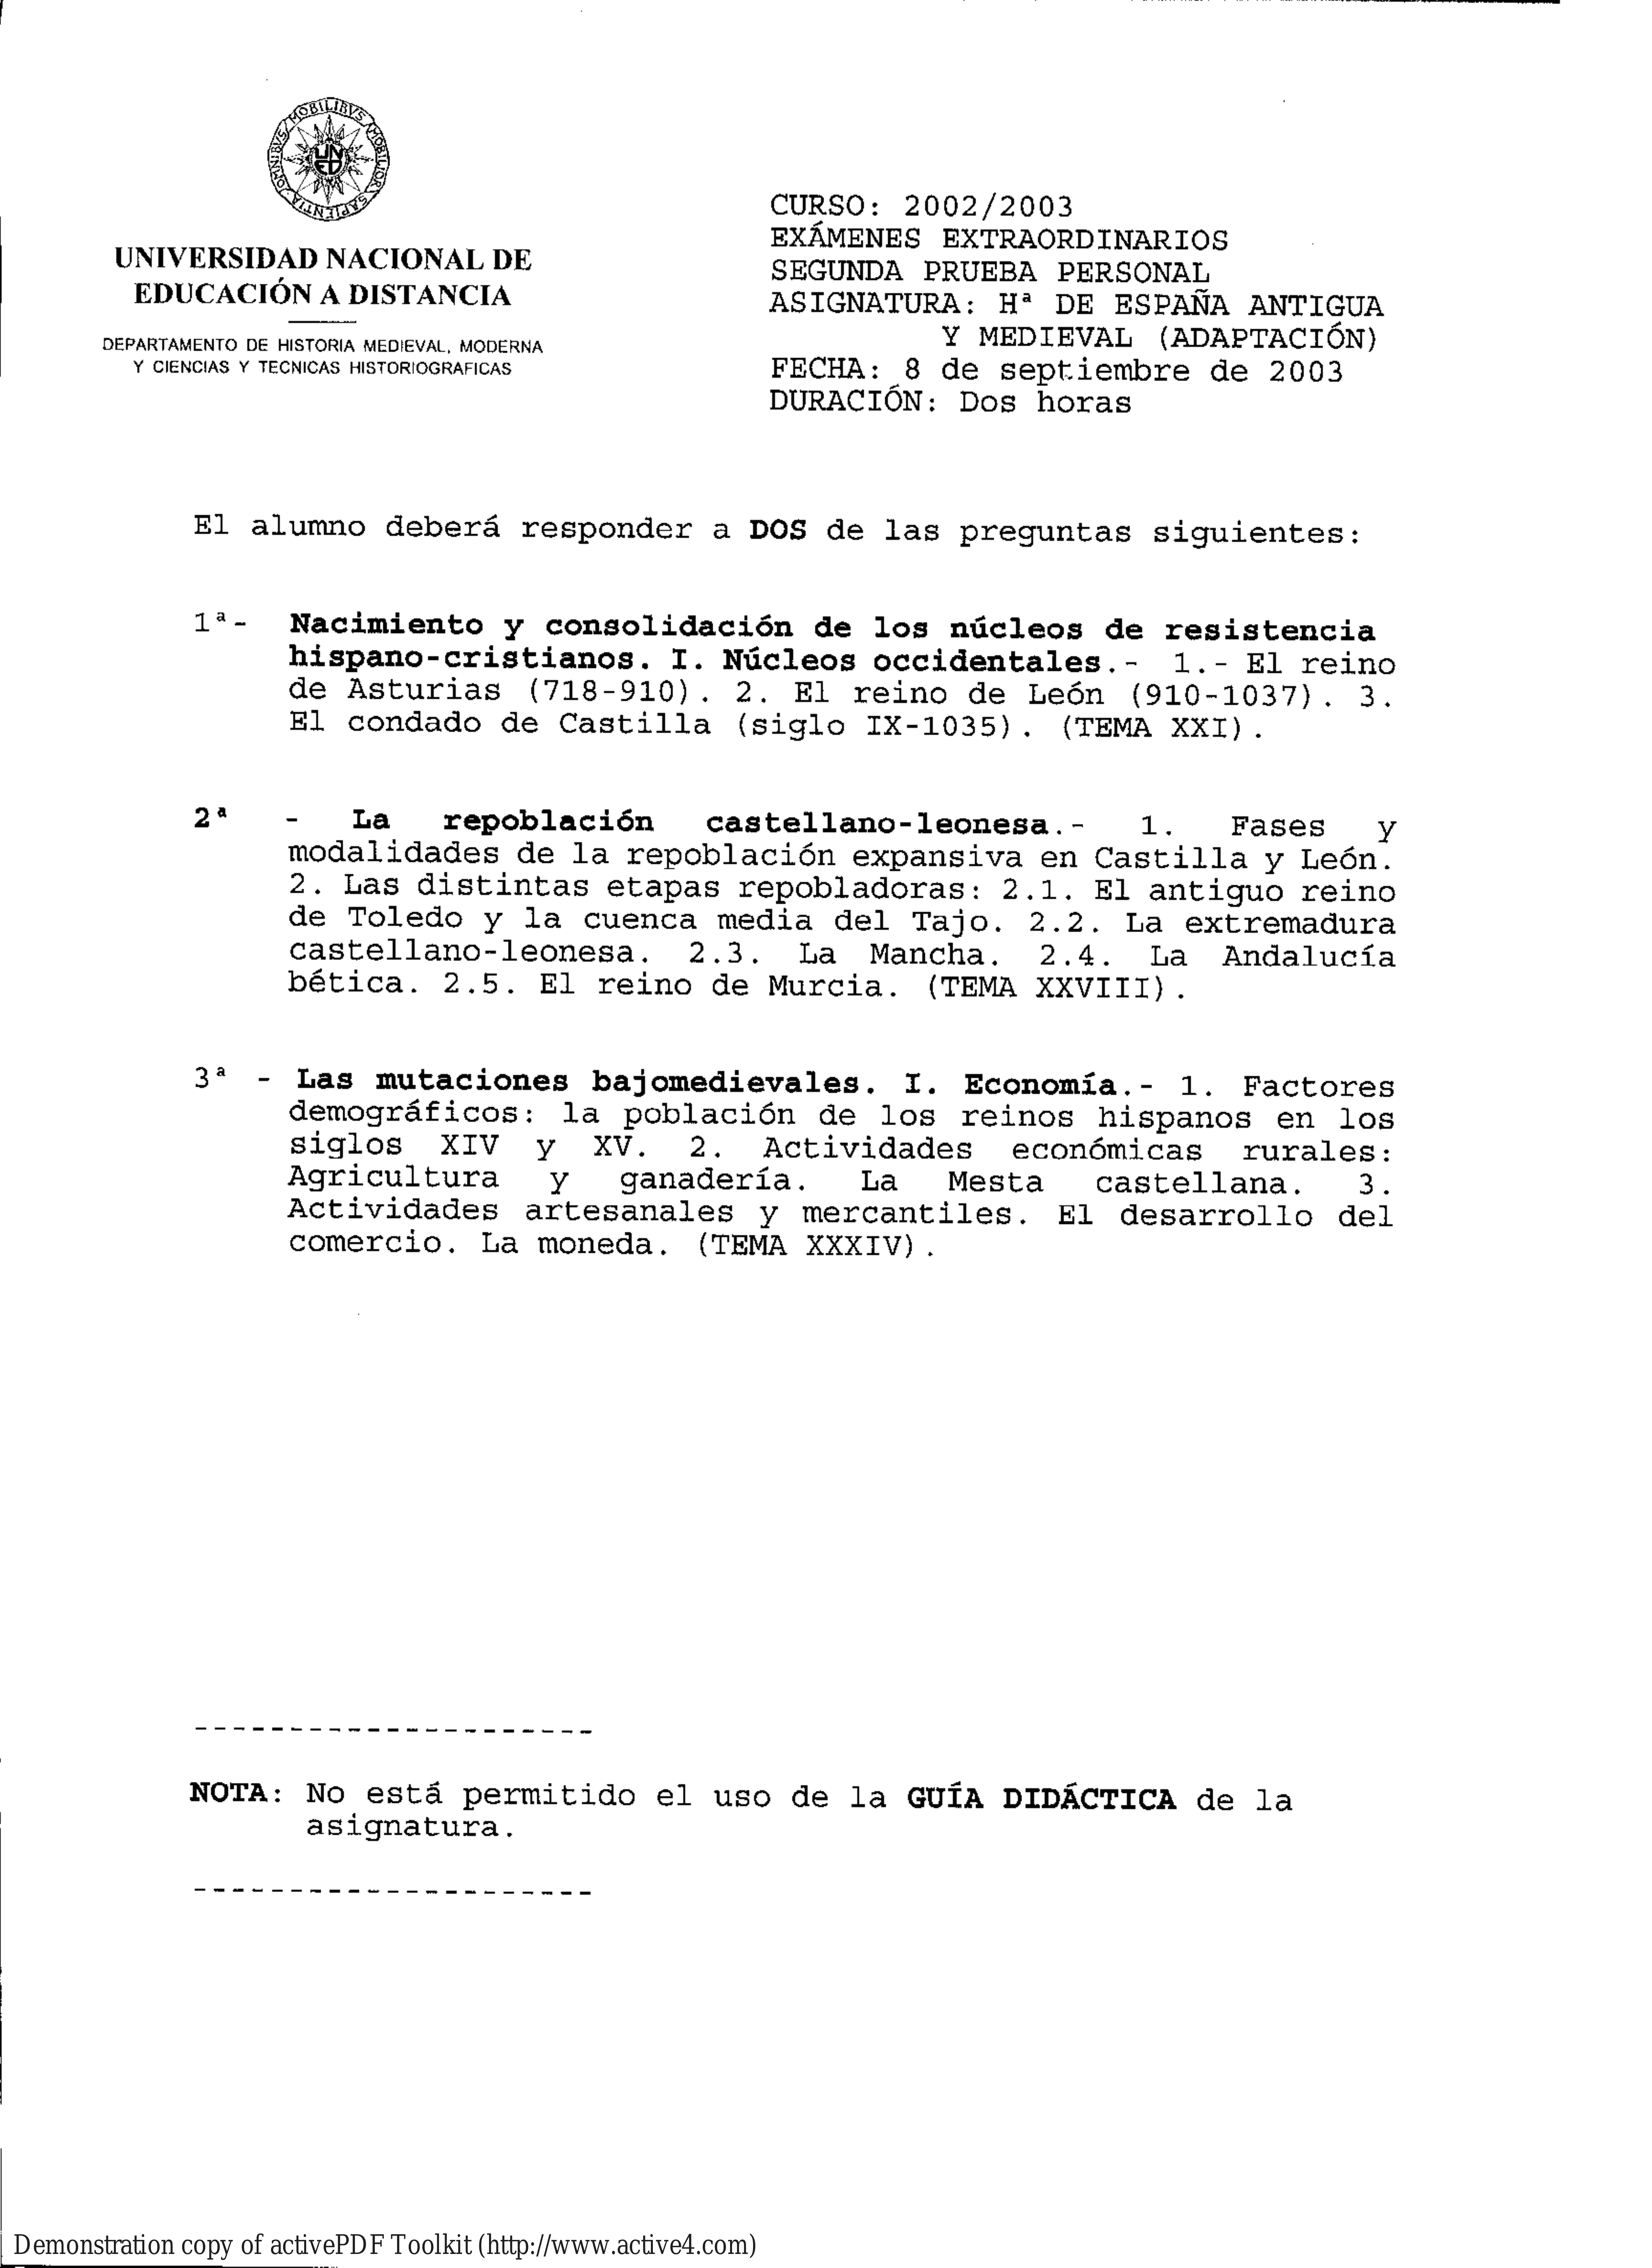 OMNIBVS MOBILIBVS MOBILIOR SAPIENTIA
UNED
UNIVERSIDAD NACIONAL DE
EDUCACIÓN A DISTANCIA
DEPARTAMENTO DE HISTORIA MEDIEVAL, MODERNA
Y CIENCIAS Y TECNICAS HISTORIOGRAFICAS
CURSO: 2002/2003
EXÁMENES EXTRAORDINARIOS
SEGUNDA PRUEBA PERSONAL
ASIGNATURA: Hª DE ESPAÑA ANTIGUA
Y MEDIEVAL (ADAPTACIÓN)
FECHA: 8 de septiembre de 2003
DURACIÓN: Dos horas
El alumno deberá responder a DOS de las preguntas siguientes:
1ª- Nacimiento y consolidación de los núcleos de resistencia
hispano-cristianos. I. Núcleos occidentales.- 1.- El reino
de Asturias (718-910). 2. El reino de León (910-1037). 3.
El condado de Castilla (siglo IX-1035). (TEMA XXI).
2ª - La repoblación castellano-leonesa.- 1. Fases y
modalidades de la repoblación expansiva en Castilla y León.
2. Las distintas etapas repobladoras: 2.1. El antiguo reino
de Toledo y la cuenca media del Tajo. 2.2. La extremadura
castellano-leonesa. 2.3. La Mancha. 2.4. La Andalucía
bética. 2.5. El reino de Murcia. (TEMA XXVIII).
3ª - Las mutaciones bajomedievales. I. Economía.- 1. Factores
demográficos: la población de los reinos hispanos en los
siglos XIV y XV. 2. Actividades económicas rurales:
Agricultura y ganadería. La Mesta castellana. 3.
Actividades artesanales y mercantiles. El desarrollo del
comercio. La moneda. (TEMA XXXIV).
NOTA: No está permitido el uso de la GUÍA DIDÁCTICA de la
asignatura.
Demonstration copy of activePDF Toolkit (http://www.active4.com)